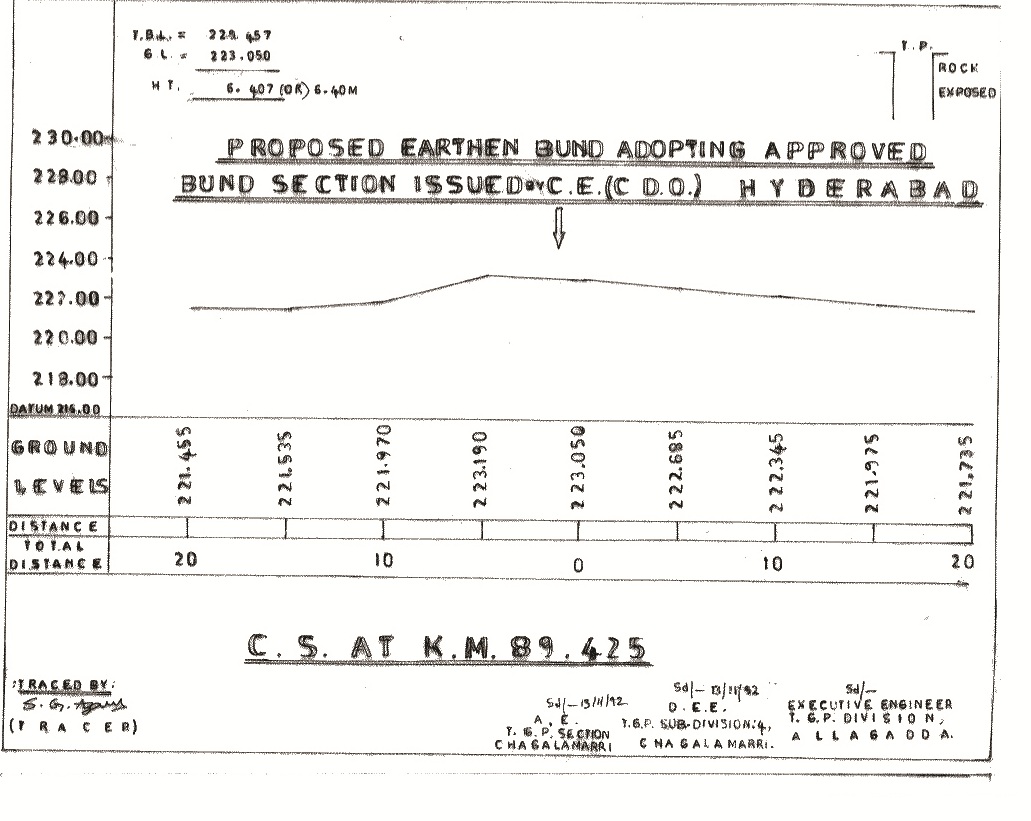 T.B.L. = 229.457
G L. = 223.050
HT. 6.407 (OR) 6.40M
T.P.
ROCK
EXPOSED
230.00
PROPOSED EARTHEN BUND ADOPTING APPROVED
228.00
BUND SECTION ISSUED BY C.E.(C D.O.) HYDERABAD
226.00
224.00
227.00
220.00
218.00
DATUM 216.00
GROUND LEVELS
221.455
221.535
221.970
223.190
223.050
222.685
222.345
221.975
221.735
DISTANCE
TOTAL
DISTANCE
20 10 0 10 20
C. S. AT K.M. 89.425
:TRACED BY:
(TRACER)
Sd/- 13/11/92
A. E.
T. G. P. SECTION
CHAGALAMARRI
Sd/- 13/11/92
D. E. E.
T.G.P. SUB-DIVISION:4,
CHAGALAMARRI.
Sd/-
EXECUTIVE ENGINEER
T. G. P. DIVISION,
ALLAGADDA.